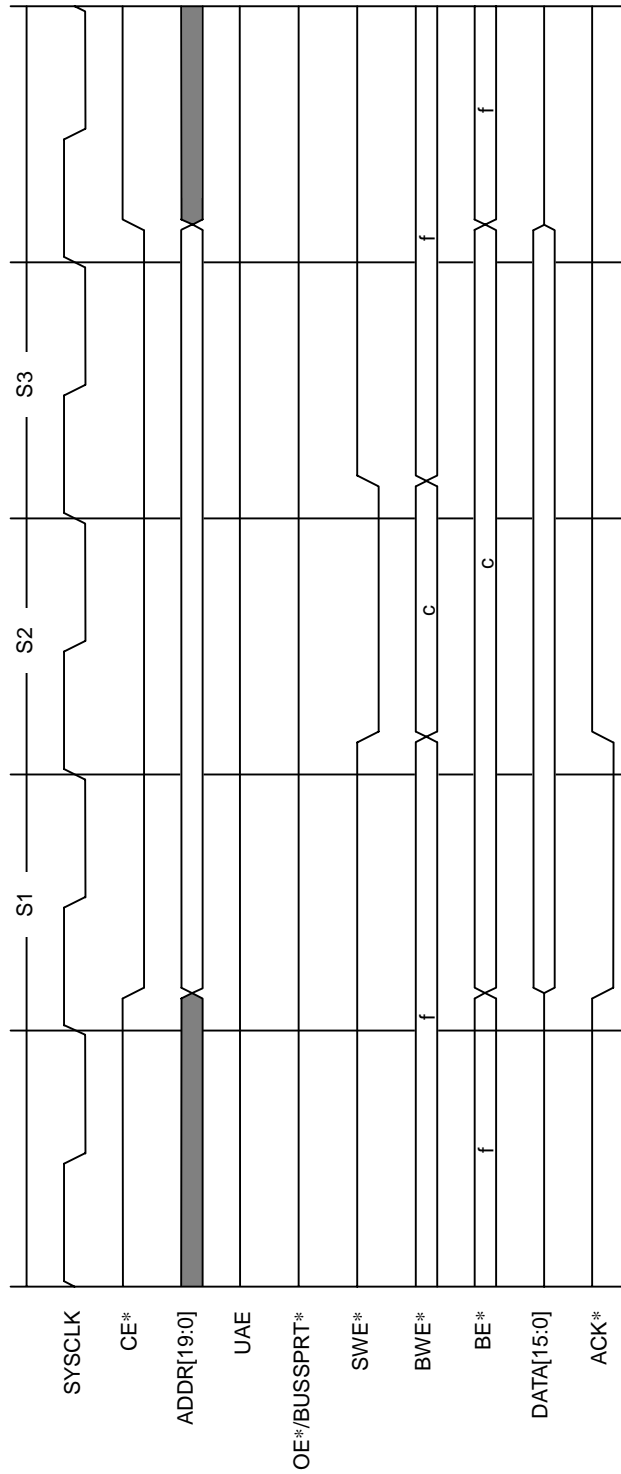 S1 S2 S3
SYSCLK
CE*
ADDR[19:0]
UAE
OE*/BUSSPRT*
SWE*
BWE* f c f
BE* f c f
DATA[15:0]
ACK*